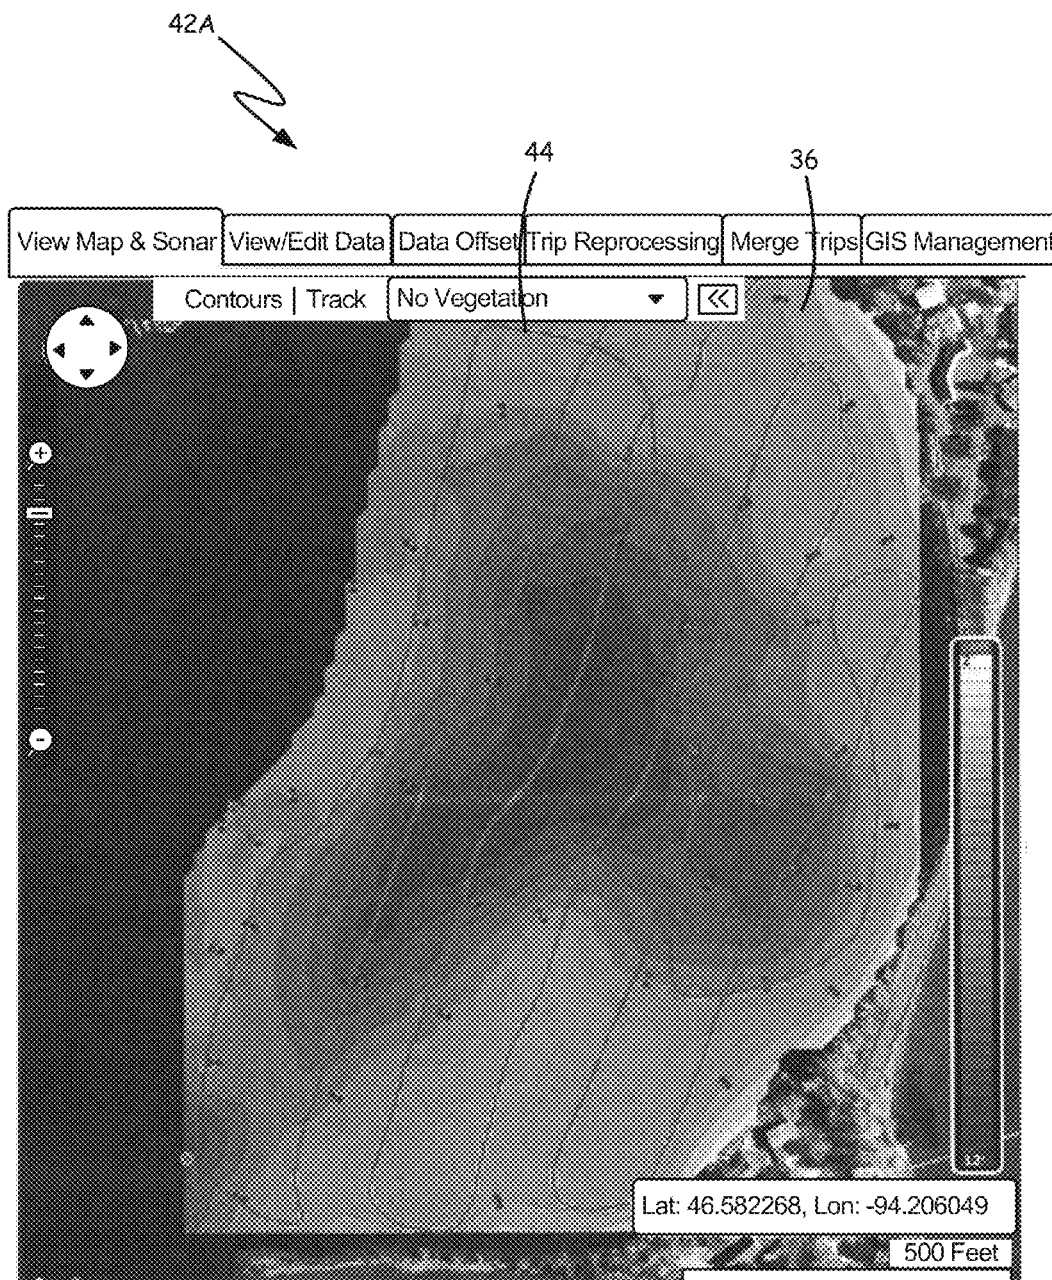 42A
44
36
View Map & Sonar View/Edit Data Data Offset Trip Reprocessing Merge Trips GIS Management
Contours | Track No Vegetation
Lat: 46.582268, Lon: -94.206049
500 Feet